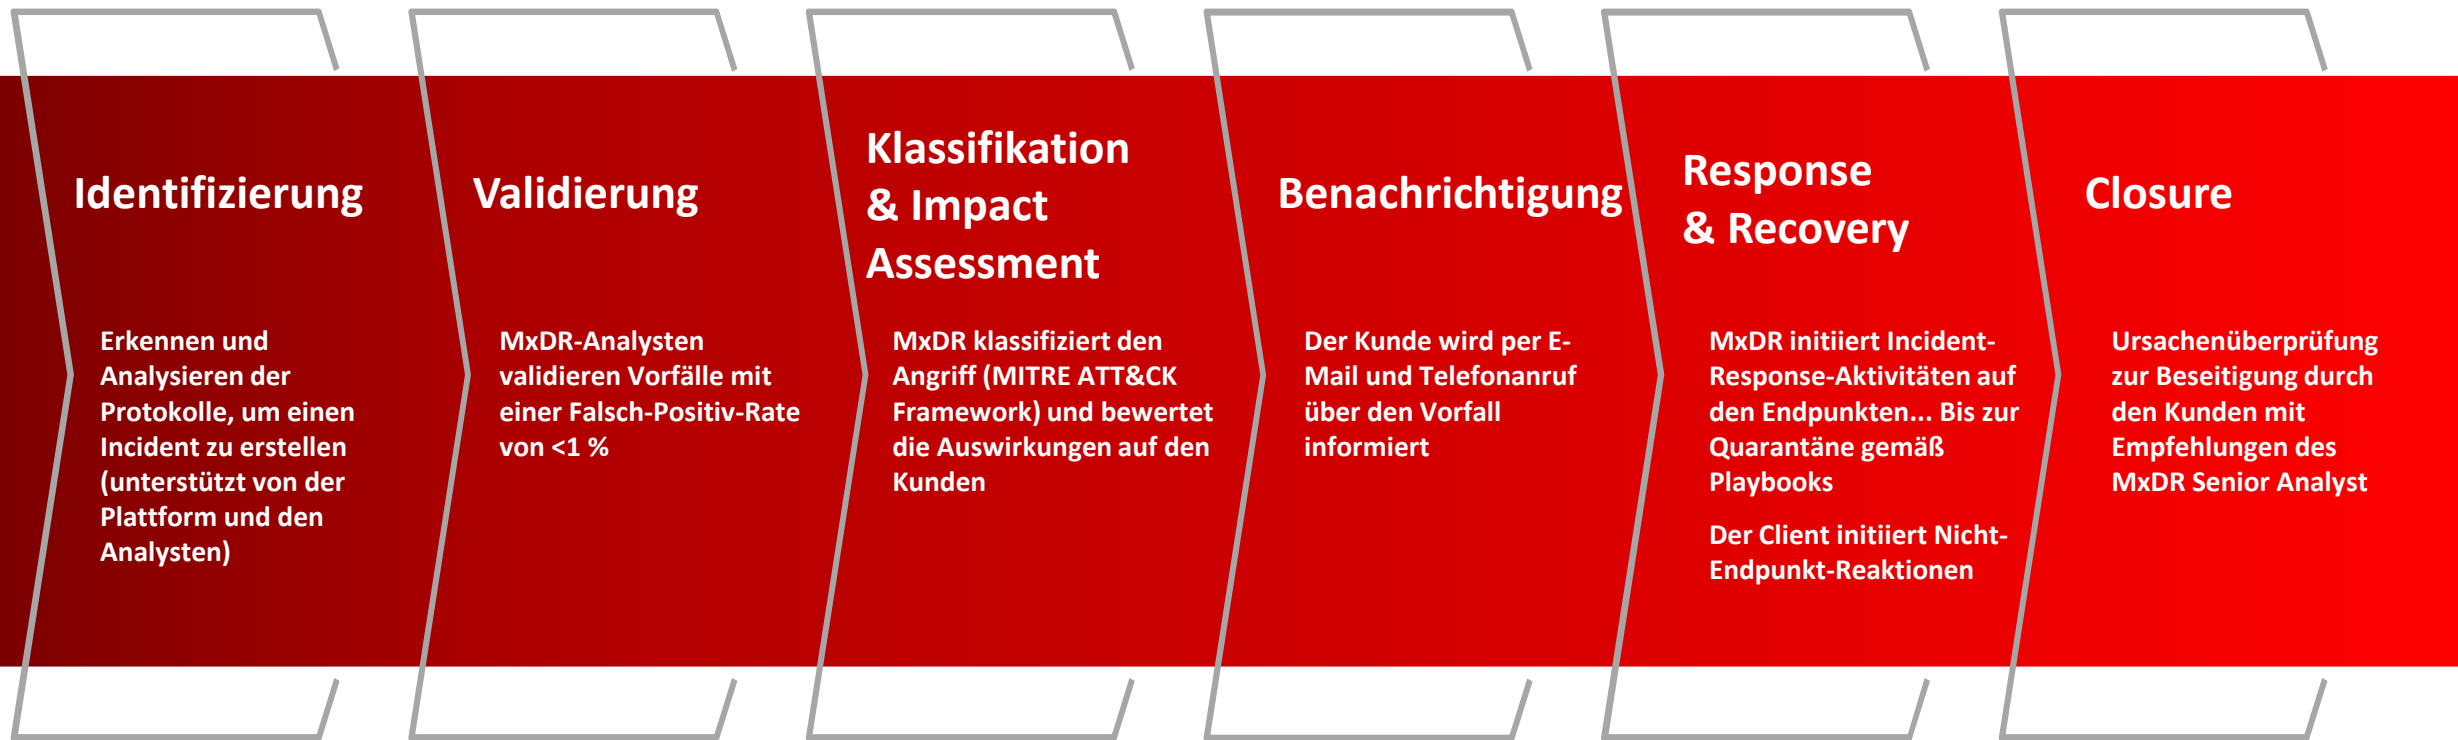 Identifizierung
Erkennen und
Analysieren der
Protokolle, um einen
Incident zu erstellen
(unterstützt von der
Plattform und den
Analysten)
Validierung
MxDR-Analysten
validieren Vorfälle mit
einer Falsch-Positiv-Rate
von <1 %
Klassifikation
& Impact
Assessment
MxDR klassifiziert den
Angriff (MITRE ATT&CK
Framework) und bewertet
die Auswirkungen auf den
Kunden
Benachrichtigung
Der Kunde wird per E-
Mail und Telefonanruf
über den Vorfall
informiert
Response
& Recovery
MxDR initiiert Incident-
Response-Aktivitäten auf
den Endpunkten... Bis zur
Quarantäne gemäß
Playbooks
Der Client initiiert Nicht-
Endpunkt-Reaktionen
Closure
Ursachenüberprüfung
zur Beseitigung durch
den Kunden mit
Empfehlungen des
MxDR Senior Analyst